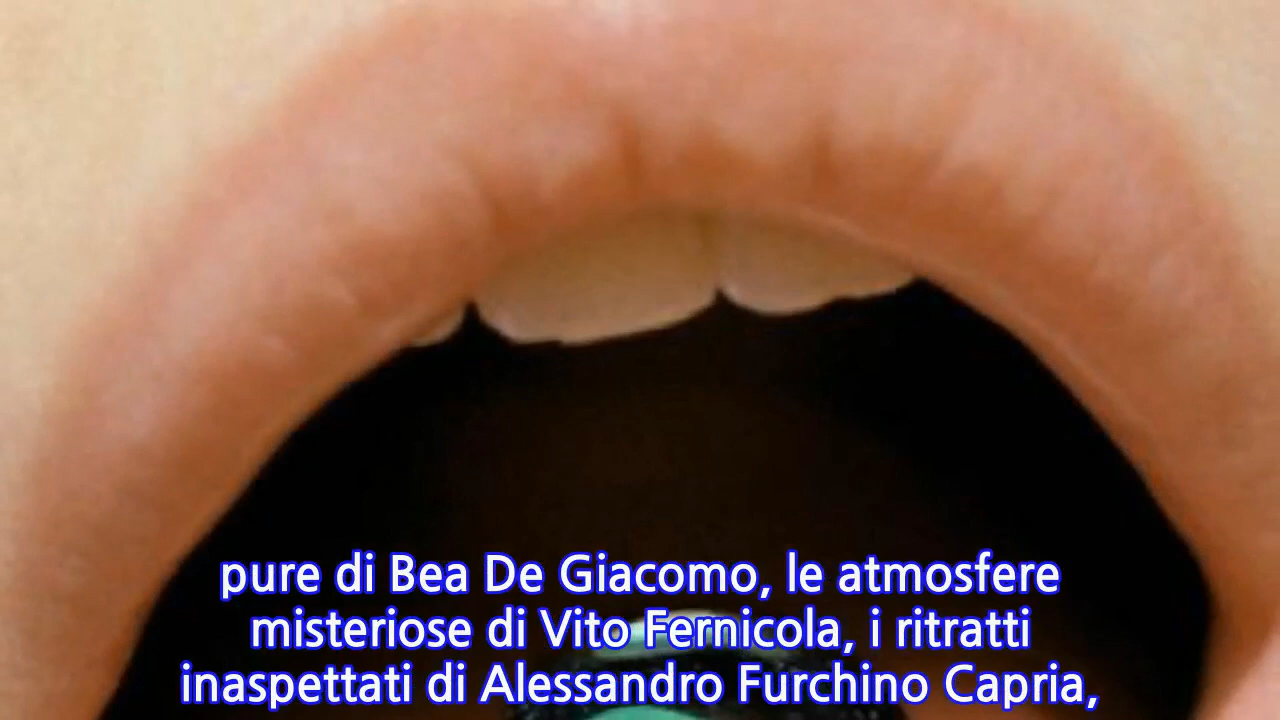 pure di Bea De Giacomo, le atmosfere
misteriose di Vito Fernicola, i ritratti
inaspettati di Alessandro Furchino Capria,